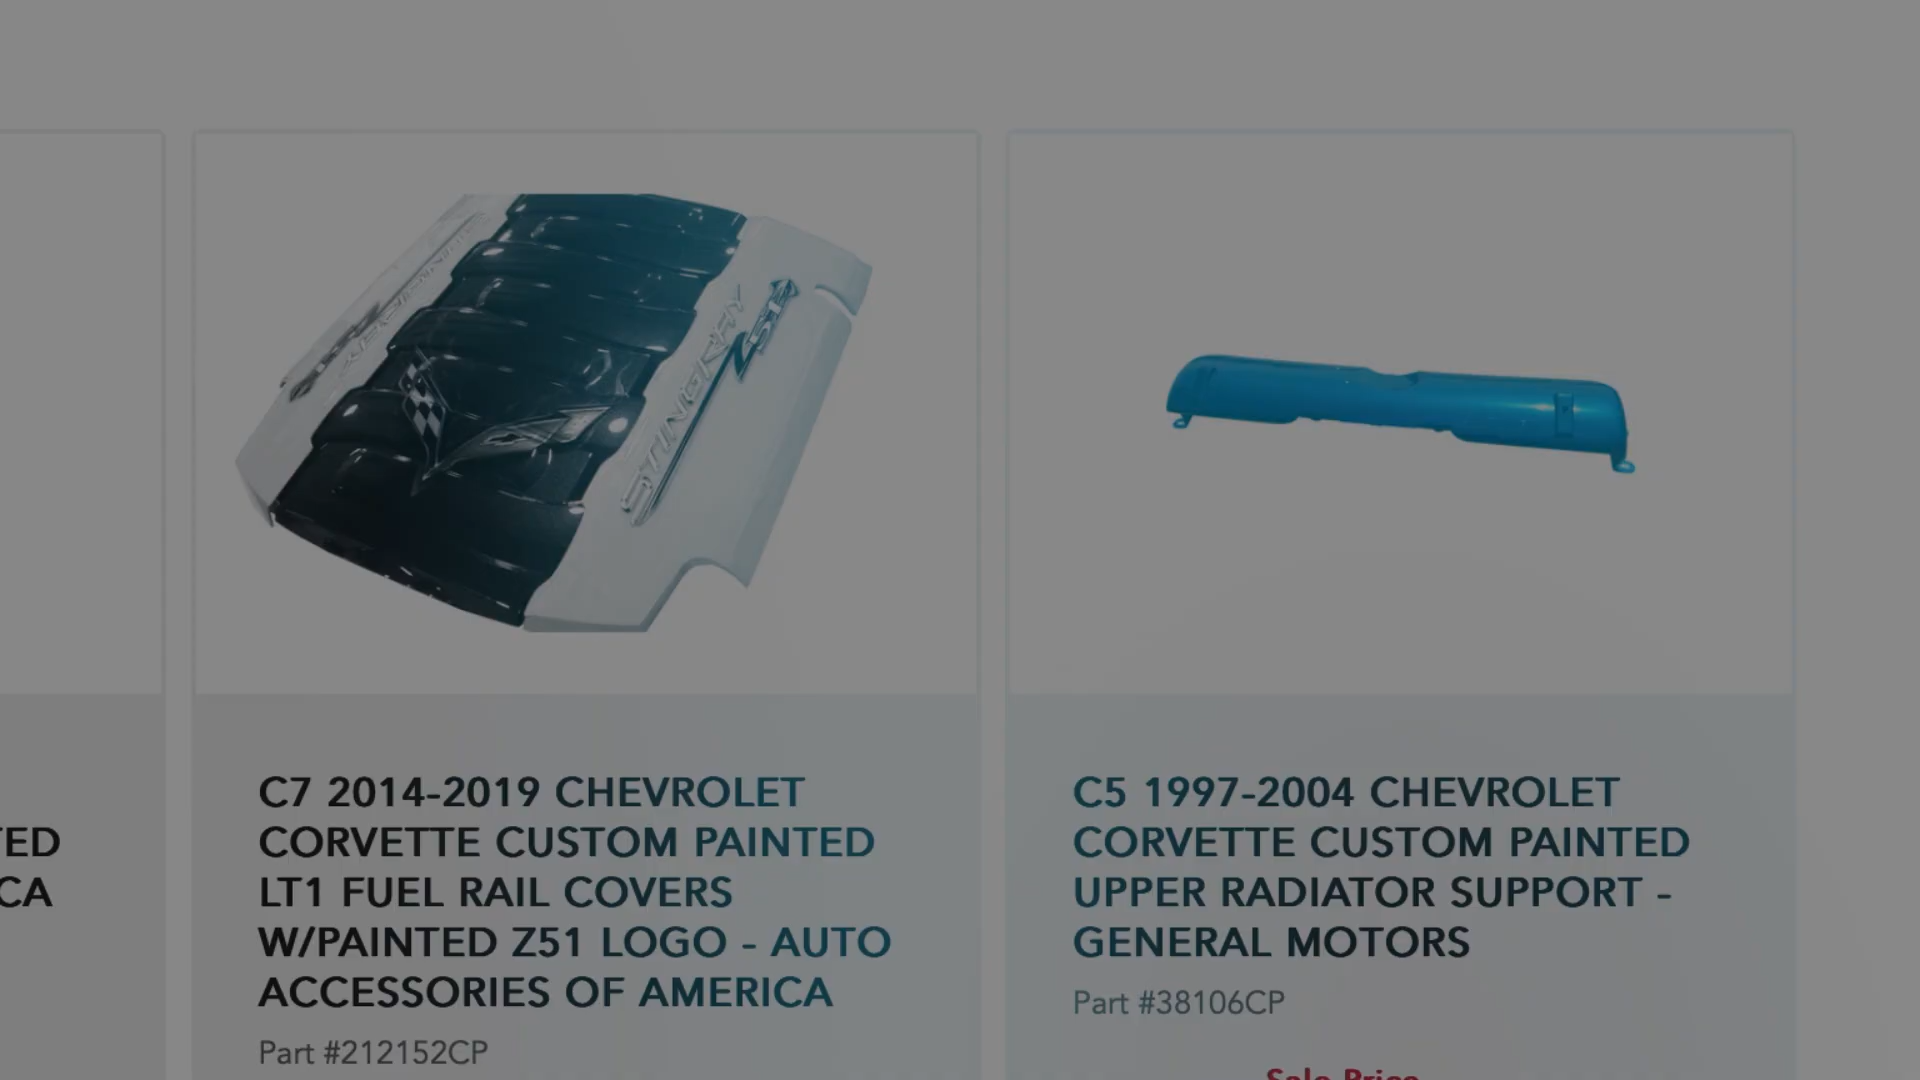 STINGRAY
Z51
TED
CA
C7 2014-2019 CHEVROLET
CORVETTE CUSTOM PAINTED
LT1 FUEL RAIL COVERS
W/PAINTED Z51 LOGO - AUTO
ACCESSORIES OF AMERICA
Part #212152CP
C5 1997-2004 CHEVROLET
CORVETTE CUSTOM PAINTED
UPPER RADIATOR SUPPORT -
GENERAL MOTORS
Part #38106CP
Sale Price